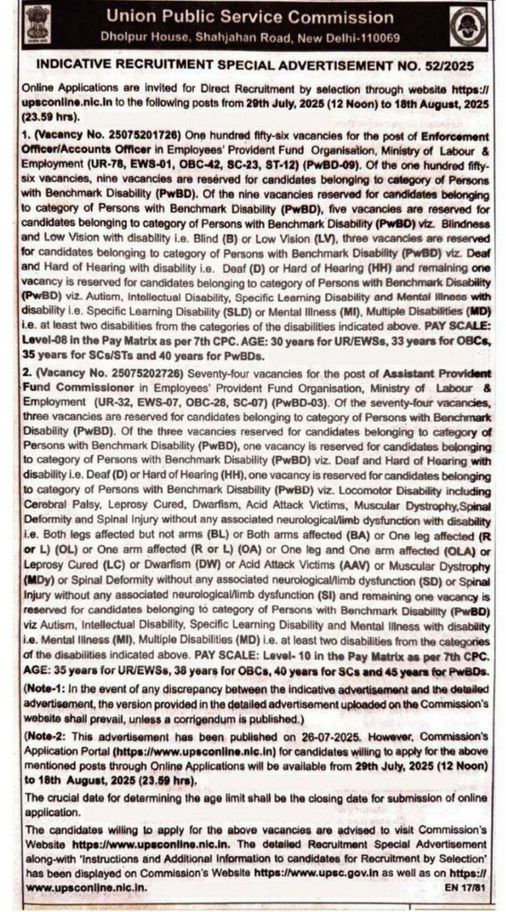 Union Public Service Commission
Dholpur House, Shahjahan Road, New Delhi-110069
INDICATIVE RECRUITMENT SPECIAL ADVERTISEMENT NO. 52/2025
Online Applications are invited for Direct Recruitment by selection through website https://
upsconline.nic.in to the following posts from 29th July, 2025 (12 Noon) to 18th August, 2025
(23.59 hrs).
1. (Vacancy No. 25075201726) One hundred fifty-six vacancies for the post of Enforcement
Officer/Accounts Officer in Employees' Provident Fund Organisation, Ministry of Labour &
Employment (UR-78, EWS-01, OBC-42, SC-23, ST-12) (PwBD-09). Of the one hundred fifty-
six vacancies, nine vacancies are reserved for candidates belonging to category of Persons
with Benchmark Disability (PwBD). Of the nine vacancies reserved for candidates belonging
to category of Persons with Benchmark Disability (PwBD), five vacancies are reserved for
candidates belonging to category of Persons with Benchmark Disability (PwBD) viz. Blindness
and Low Vision with disability i.e. Blind (B) or Low Vision (LV), three vacancies are reserved
for candidates belonging to category of Persons with Benchmark Disability (PwBD) viz. Deaf
and Hard of Hearing with disability i.e. Deaf (D) or Hard of Hearing (HH) and remaining one
vacancy is reserved for candidates belonging to category of Persons with Benchmark Disability
(PwBD) viz. Autism, Intellectual Disability, Specific Learning Disability and Mental Illness with
disability i.e. Specific Learning Disability (SLD) or Mental Illness (MI), Multiple Disabilities (MD)
i.e. at least two disabilities from the categories of the disabilities indicated above. PAY SCALE:
Level-08 in the Pay Matrix as per 7th CPC. AGE: 30 years for UR/EWSs, 33 years for OBCs,
35 years for SCs/STs and 40 years for PwBDs.
2. (Vacancy No. 25075202726) Seventy-four vacancies for the post of Assistant Provident
Fund Commissioner in Employees' Provident Fund Organisation, Ministry of Labour &
Employment (UR-32, EWS-07, OBC-28, SC-07) (PwBD-03). Of the seventy-four vacancies,
three vacancies are reserved for candidates belonging to category of Persons with Benchmark
Disability (PwBD). Of the three vacancies reserved for candidates belonging to category of
Persons with Benchmark Disability (PwBD), one vacancy is reserved for candidates belonging
to category of Persons with Benchmark Disability (PwBD) viz. Deaf and Hard of Hearing with
disability i.e. Deaf (D) or Hard of Hearing (HH), one vacancy is reserved for candidates belonging
to category of Persons with Benchmark Disability (PwBD) viz. Locomotor Disability including
Cerebral Palsy, Leprosy Cured, Dwarfism, Acid Attack Victims, Muscular Dystrophy,Spinal
Deformity and Spinal Injury without any associated neurological/limb dysfunction with disability
i.e. Both legs affected but not arms (BL) or Both arms affected (BA) or One leg affected (R
or L) (OL) or One arm affected (R or L) (OA) or One leg and One arm affected (OLA) or
Leprosy Cured (LC) or Dwarfism (DW) or Acid Attack Victims (AAV) or Muscular Dystrophy
(MDy) or Spinal Deformity without any associated neurological/limb dysfunction (SD) or Spinal
Injury without any associated neurological/limb dysfunction (SI) and remaining one vacancy is
reserved for candidates belonging to category of Persons with Benchmark Disability (PwBD)
viz Autism, Intellectual Disability, Specific Learning Disability and Mental Illness with disability
i.e. Mental Illness (MI), Multiple Disabilities (MD) i.e. at least two disabilities from the categories
of the disabilities indicated above. PAY SCALE: Level- 10 in the Pay Matrix as per 7th CPC.
AGE: 35 years for UR/EWSs, 38 years for OBCs, 40 years for SCs and 45 years for PwBDs.
(Note-1: In the event of any discrepancy between the indicative advertisement and the detailed
advertisement, the version provided in the detailed advertisement uploaded on the Commission's
website shall prevail, unless a corrigendum is published.)
(Note-2: This advertisement has been published on 26-07-2025. However, Commission's
Application Portal (https://www.upsconline.nic.in) for candidates willing to apply for the above
mentioned posts through Online Applications will be available from 29th July, 2025 (12 Noon)
to 18th August, 2025 (23.59 hrs).
The crucial date for determining the age limit shall be the closing date for submission of online
application.
The candidates willing to apply for the above vacancies are advised to visit Commission's
Website https://www.upsconline.nic.in. The detailed Recruitment Special Advertisement
along-with 'Instructions and Additional Information to candidates for Recruitment by Selection'
has been displayed on Commission's Website https://www.upsc.gov.in as well as on https://
www.upsconline.nic.in.
EN 17/81